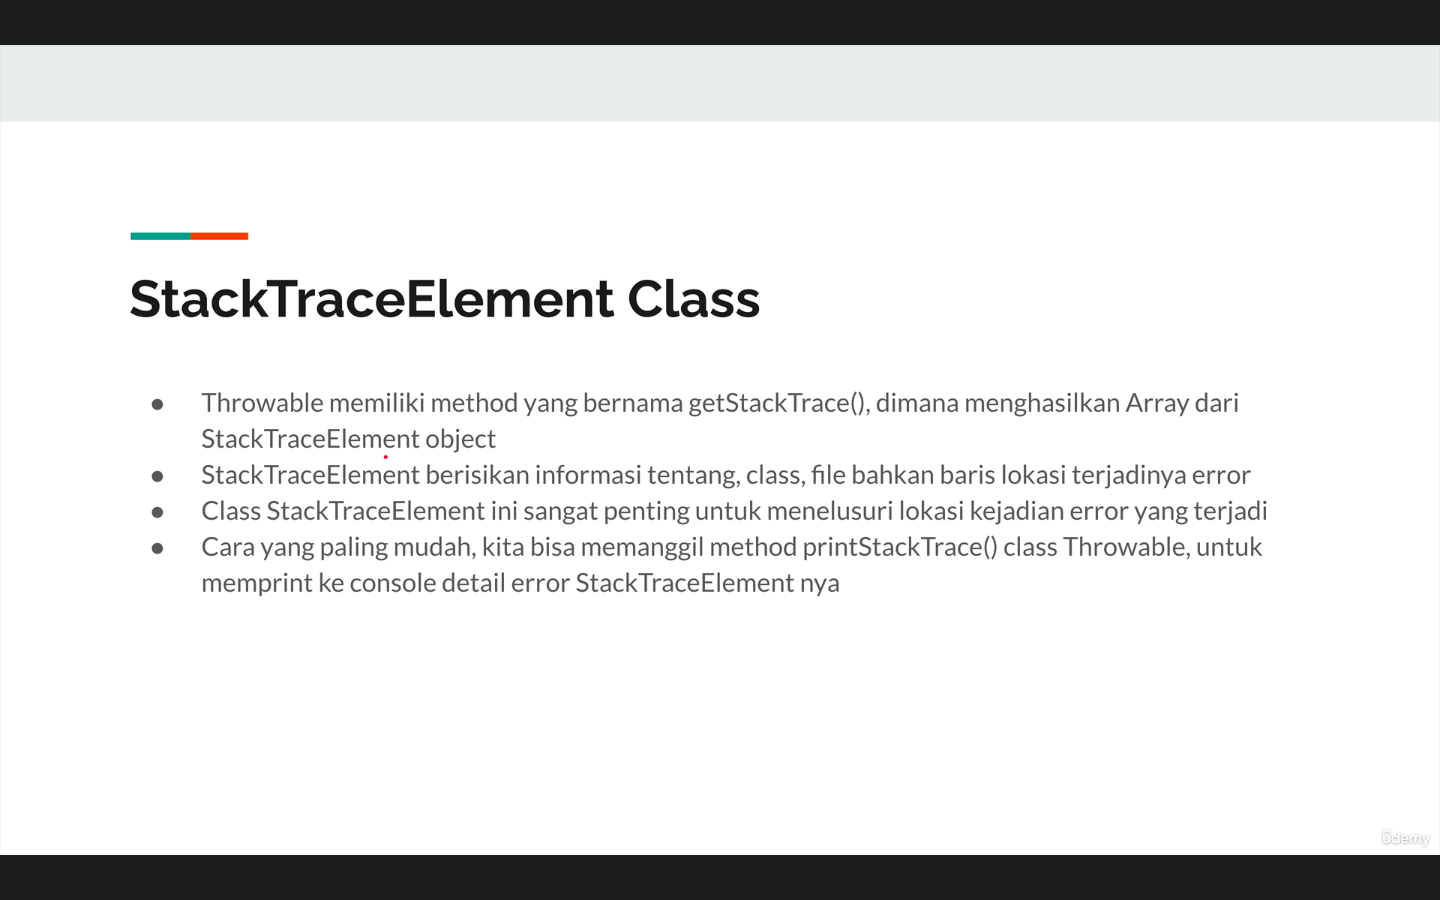 StackTraceElement Class
● Throwable memiliki method yang bernama getStackTrace(), dimana menghasilkan Array dari
StackTraceElement object
● StackTraceElement berisikan informasi tentang, class, file bahkan baris lokasi terjadinya error
● Class StackTraceElement ini sangat penting untuk menelusuri lokasi kejadian error yang terjadi
● Cara yang paling mudah, kita bisa memanggil method printStackTrace() class Throwable, untuk
memprint ke console detail error StackTraceElement nya
ûdemy